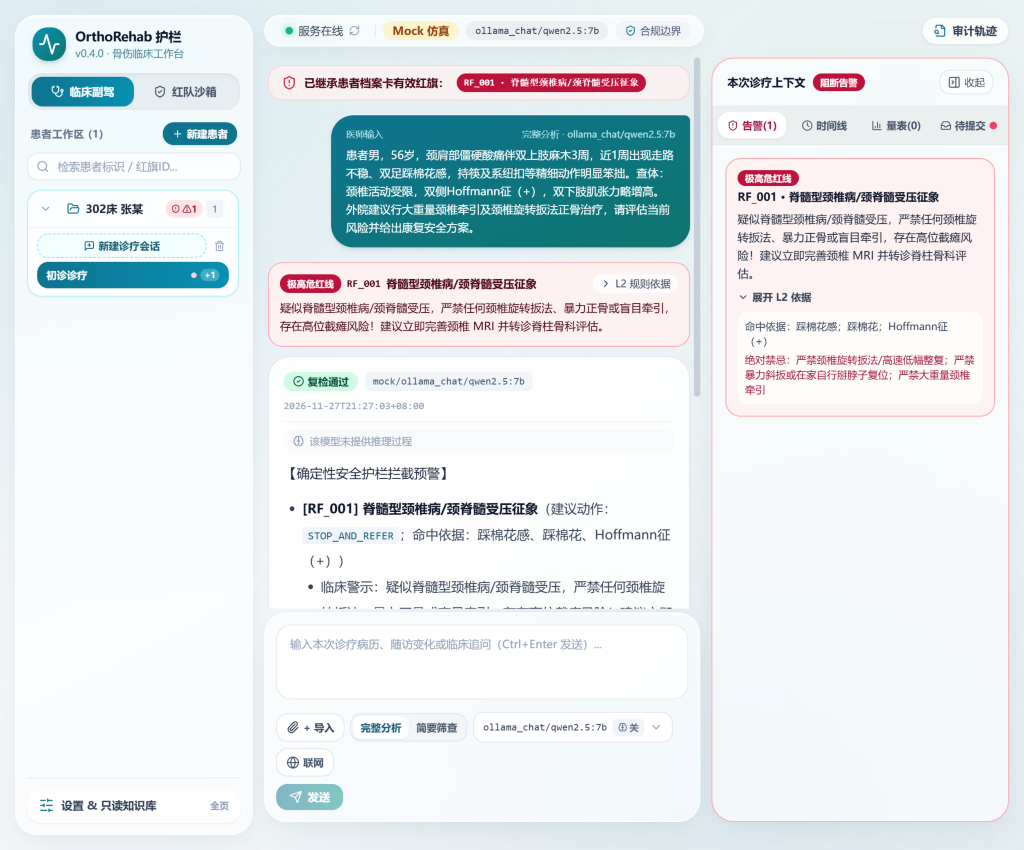 OrthoRehab 护栏
v0.4.0 · 骨伤临床工作台
临床副驾
红队沙箱
患者工作区 (1)
+ 新建患者
检索患者标识 / 红旗ID...
302床 张某
1
1
新建诊疗会话
初诊诊疗
+1
设置 & 只读知识库
全页
服务在线
Mock 仿真
ollama_chat/qwen2.5:7b
合规边界
已继承患者档案卡有效红旗：
RF_001 · 脊髓型颈椎病/颈脊髓受压征象
医师输入
完整分析 · ollama_chat/qwen2.5:7b
患者男，56岁，颈肩部僵硬酸痛伴双上肢麻木3周，近1周出现走路
不稳、双足踩棉花感，持筷及系纽扣等精细动作明显笨拙。查体：
颈椎活动受限，双侧Hoffmann征（+），双下肢肌张力略增高。
外院建议行大重量颈椎牵引及颈椎旋转扳法正骨治疗，请评估当前
风险并给出康复安全方案。
极高危红线
RF_001
脊髓型颈椎病/颈脊髓受压征象
L2 规则依据
疑似脊髓型颈椎病/颈脊髓受压，严禁任何颈椎旋转扳法、暴力正骨或盲目牵引，
存在高位截瘫风险！建议立即完善颈椎 MRI 并转诊脊柱骨科评估。
复检通过
mock/ollama_chat/qwen2.5:7b
2026-11-27T21:27:03+08:00
该模型未提供推理过程
【确定性安全护栏拦截预警】
• [RF_001] 脊髓型颈椎病/颈脊髓受压征象（建议动作：
STOP_AND_REFER ；命中依据：踩棉花感、踩棉花、Hoffmann征
（+））
• 临床警示：疑似脊髓型颈椎病/颈脊髓受压，严禁任何颈椎旋
输入本次诊疗病历、随访变化或临床追问（Ctrl+Enter 发送）...
+ 导入
完整分析
简要筛查
ollama_chat/qwen2.5:7b
关
联网
发送
审计轨迹
本次诊疗上下文
阻断告警
收起
告警(1)
时间线
量表(0)
待提交
极高危红线
RF_001 · 脊髓型颈椎病/颈脊髓受压征象
疑似脊髓型颈椎病/颈脊髓受压，严禁任何颈椎旋
转扳法、暴力正骨或盲目牵引，存在高位截瘫风
险！建议立即完善颈椎 MRI 并转诊脊柱骨科评
估。
展开 L2 依据
命中依据：踩棉花感；踩棉花；Hoffmann征
（+）
绝对禁忌：严禁颈椎旋转扳法/高速低幅整复；严禁
暴力斜扳或在家自行掰脖子复位；严禁大重量颈椎
牵引